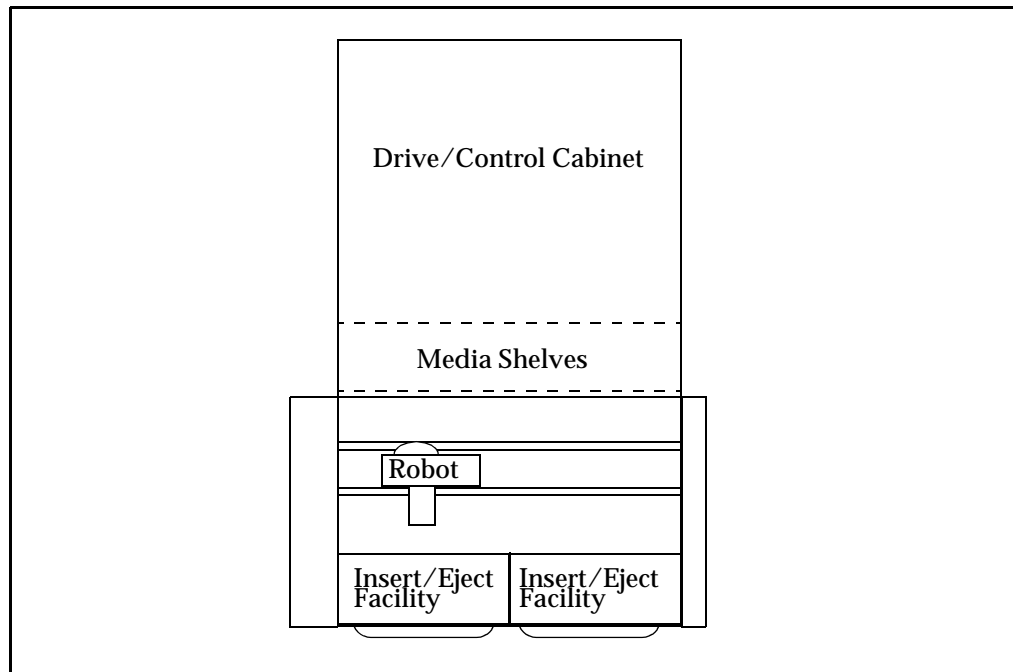 Drive/Control Cabinet
Media Shelves
Robot
Insert/Eject
Facility
Insert/Eject
Facility